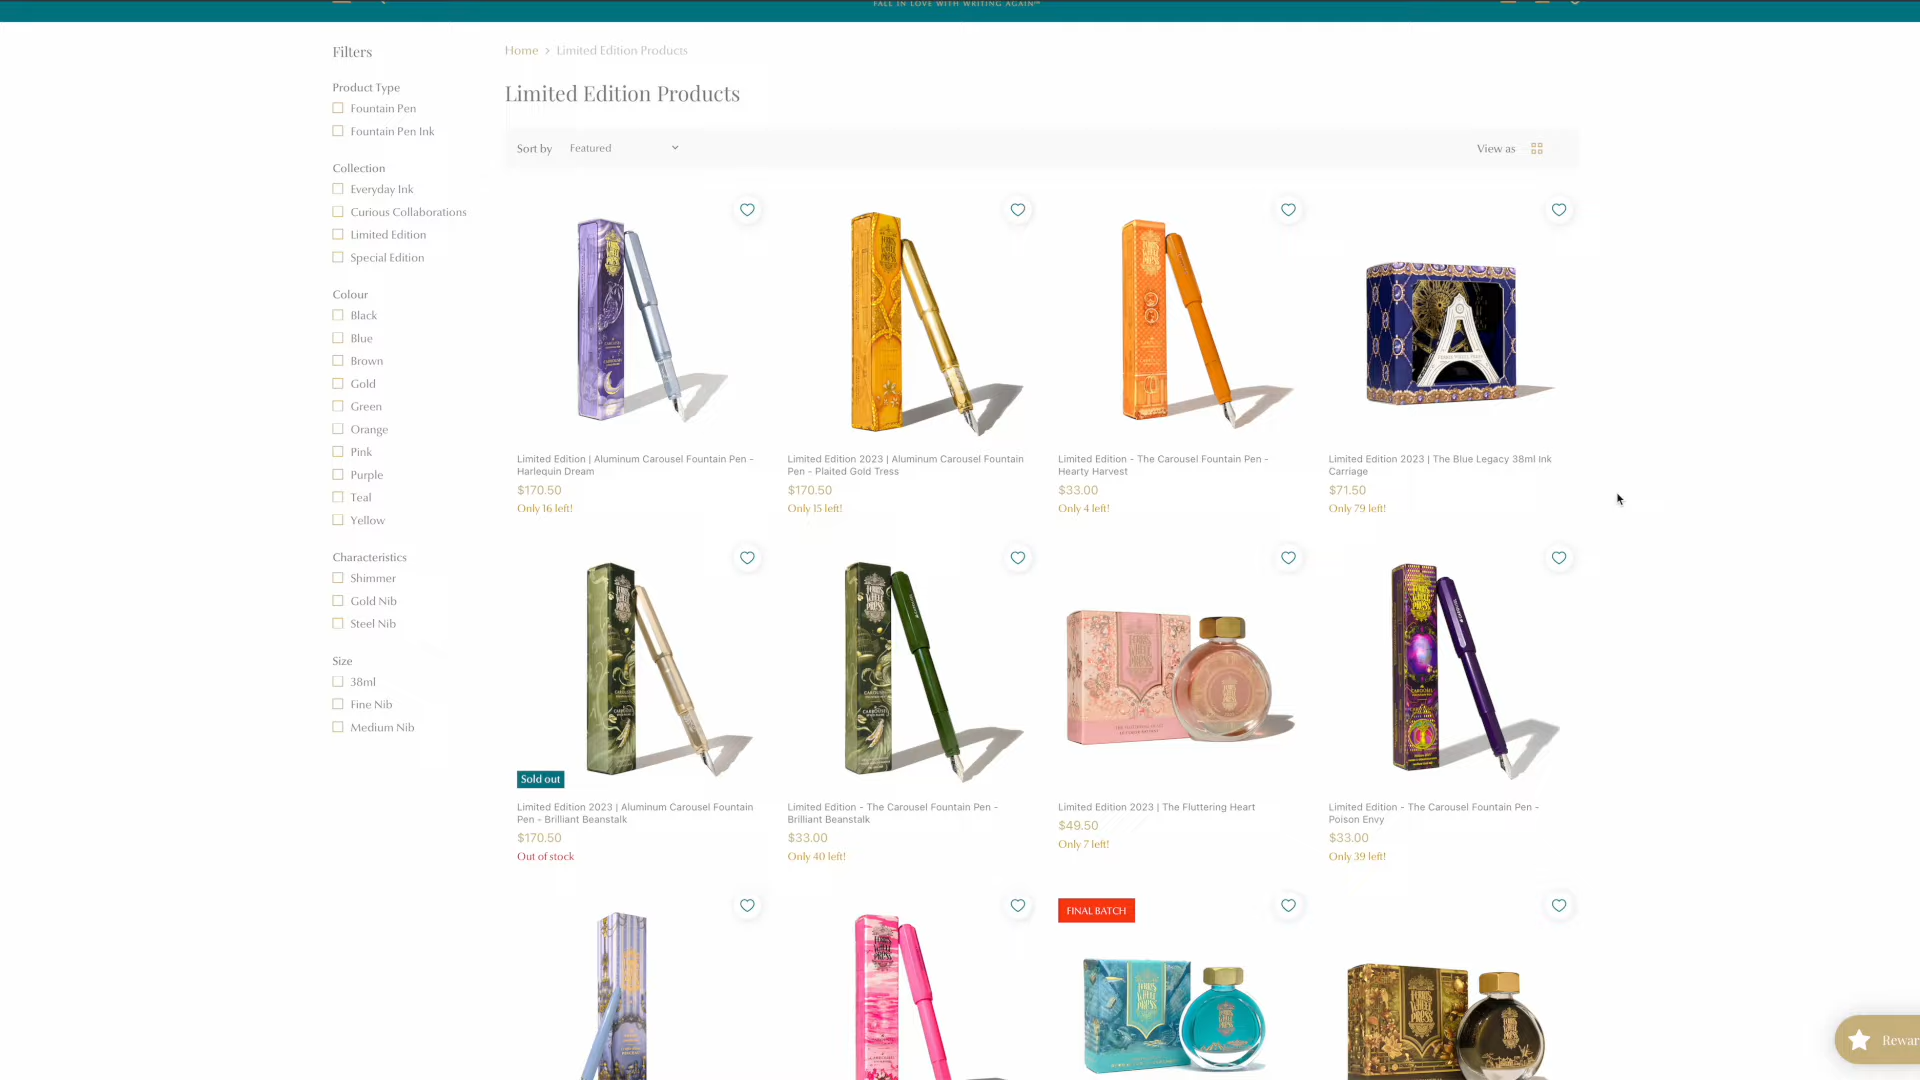 FALL IN LOVE WITH WRITING AGAIN™
Filters
Product Type
Fountain Pen
Fountain Pen Ink
Collection
Everyday Ink
Curious Collaborations
Limited Edition
Special Edition
Colour
Black
Blue
Brown
Gold
Green
Orange
Pink
Purple
Teal
Yellow
Characteristics
Shimmer
Gold Nib
Steel Nib
Size
38ml
Fine Nib
Medium Nib
Home > Limited Edition Products
Limited Edition Products
Sort by Featured
View as
Limited Edition | Aluminum Carousel Fountain Pen -
Harlequin Dream
$170.50
Only 16 left!
Limited Edition 2023 | Aluminum Carousel Fountain
Pen - Plaited Gold Tress
$170.50
Only 15 left!
Limited Edition - The Carousel Fountain Pen -
Hearty Harvest
$33.00
Only 4 left!
Limited Edition 2023 | The Blue Legacy 38ml Ink
Carriage
$71.50
Only 79 left!
Sold out
Limited Edition 2023 | Aluminum Carousel Fountain
Pen - Brilliant Beanstalk
$170.50
Out of stock
Limited Edition - The Carousel Fountain Pen -
Brilliant Beanstalk
$33.00
Only 40 left!
Limited Edition 2023 | The Fluttering Heart
$49.50
Only 7 left!
Limited Edition - The Carousel Fountain Pen -
Poison Envy
$33.00
Only 39 left!
FINAL BATCH
FERRIS
WHEEL
PRESS